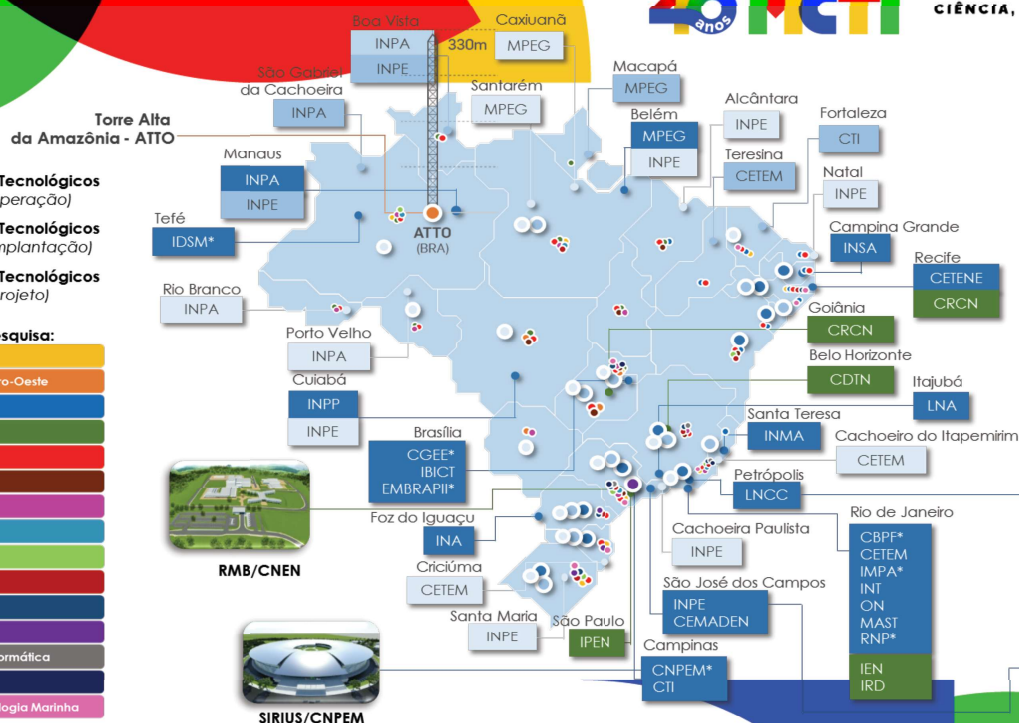 40 anos
MCTI
CIÊNCIA,
Boa Vista
INPA
INPE
330m
Caxiuanã
MPEG
São Gabriel
da Cachoeira
INPA
Santarém
MPEG
Macapá
MPEG
Belém
MPEG
INPE
Alcântara
INPE
Fortaleza
CTI
Teresina
CETEM
Natal
INPE
Torre Alta
da Amazônia - ATTO
Manaus
INPA
INPE
ATTO
(BRA)
Tecnológicos
peração)
Tecnológicos
mplantação)
Tecnológicos
rojeto)
Tefé
IDSM*
Campina Grande
INSA
Recife
CETENE
CRCN
Rio Branco
INPA
Goiânia
CRCN
Porto Velho
INPA
Belo Horizonte
CDTN
esquisa:
ro-Oeste
Cuiabá
INPP
INPE
Itajubá
LNA
Santa Teresa
INMA
Brasília
CGEE*
IBICT
EMBRAPII*
Cachoeiro do Itapemirim
CETEM
Petrópolis
LNCC
Foz do Iguaçu
INA
Rio de Janeiro
CBPF*
CETEM
IMPA*
INT
ON
MAST
RNP*
IEN
IRD
Cachoeira Paulista
INPE
RMB/CNEN
Criciúma
CETEM
São José dos Campos
INPE
CEMADEN
Santa Maria
INPE
São Paulo
IPEN
Campinas
CNPEM*
CTI
ormática
logia Marinha
SIRIUS/CNPEM